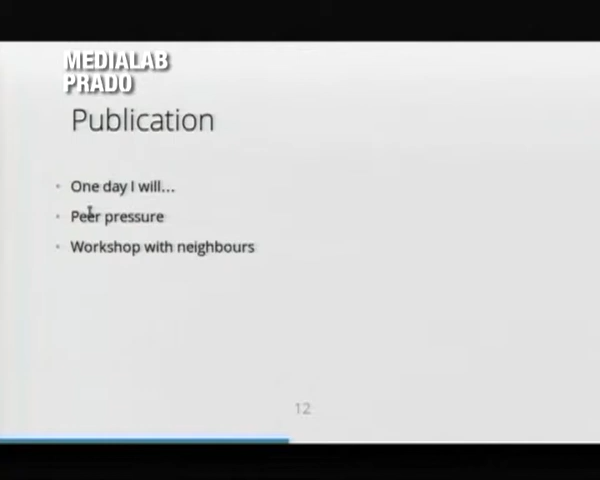 MEDIALAB
PRADO
Publication
One day I will...
Peer pressure
Workshop with neighbours
12